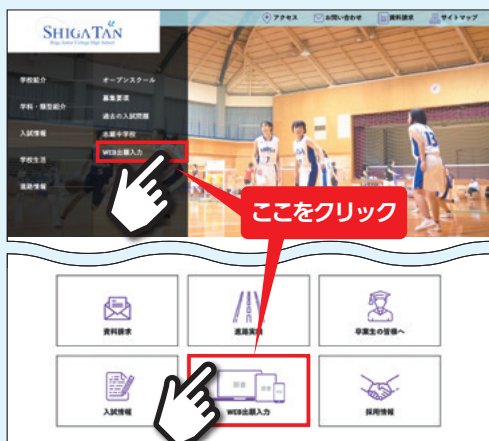 アクセス
お問い合わせ
資料請求
サイトマップ
SHIGATAN
Shiga Junior College High School
学校紹介
学科・類型紹介
入試情報
学校生活
進路情報
オープンスクール
募集要項
過去の入試問題
WEB出願入力
ここをクリック
資料請求
進路実績
卒業生の皆様へ
入試情報
WEB出願入力
採用情報